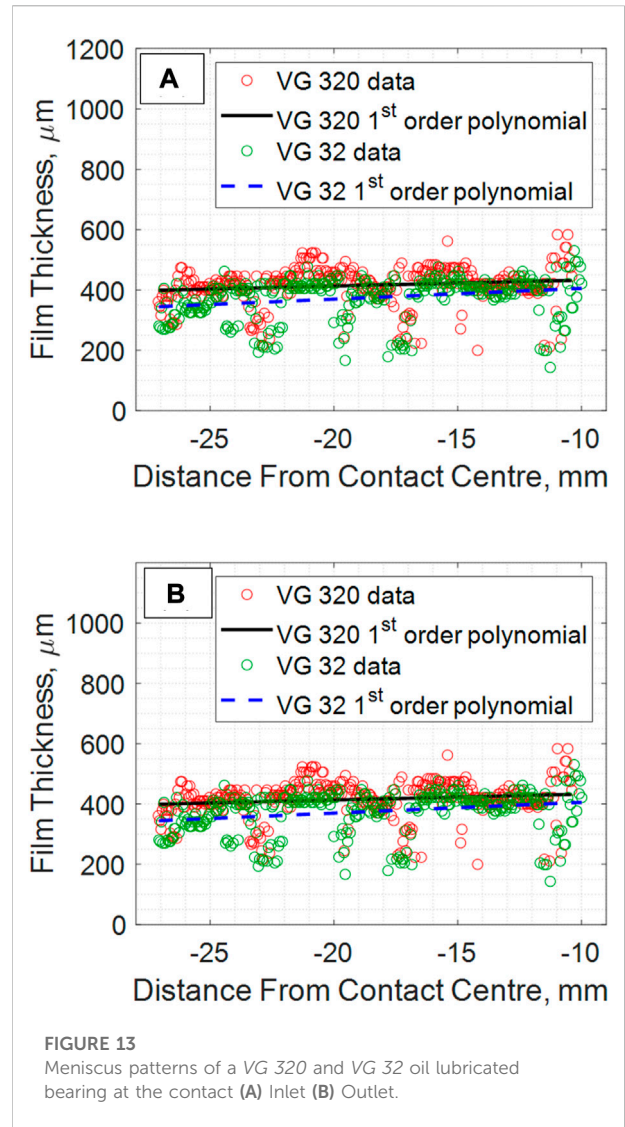 1200
A
VG 320 data
1000
VG 320 1st order polynomial
VG 32 data
800
VG 32 1st order polynomial
600
400
200
0
Film Thickness, μm
-25
-20
-15
-10
Distance From Contact Centre, mm
B
VG 320 data
1000
VG 320 1st order polynomial
VG 32 data
800
VG 32 1st order polynomial
600
400
200
0
Film Thickness, μm
-25
-20
-15
-10
Distance From Contact Centre, mm
FIGURE 13
Meniscus patterns of a VG 320 and VG 32 oil lubricated
bearing at the contact (A) Inlet (B) Outlet.